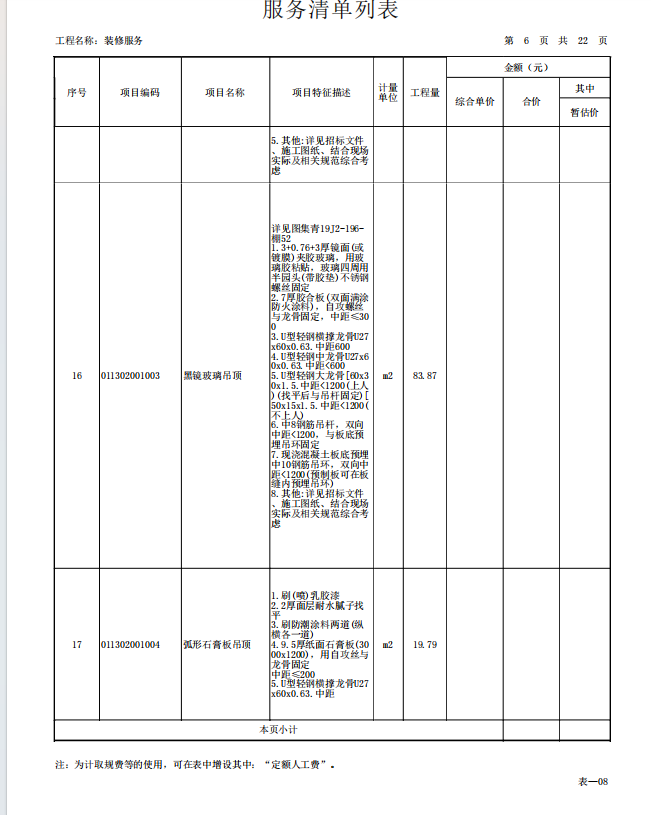 服务清单列表
工程名称：装修服务
第 6 页 共 22 页
序号 项目编码 项目名称 项目特征描述 计量单位 工程量 金额（元）
综合单价 合价 其中
暂估价
5.其他:详见招标文件
、施工图纸、结合现场
实际及相关规范综合考
虑
16 011302001003 黑镜玻璃吊顶 m2 83.87
详见图集青19J2-196-
棚52
1.3+0.76+3厚镜面(或
镀膜)夹胶玻璃，用玻
璃胶粘贴，玻璃四周用
半园头(带胶垫)不锈钢
螺丝固定
2.7厚胶合板(双面满涂
防火涂料)，自攻螺丝
与龙骨固定，中距≤30
0
3.U型轻钢横撑龙骨U27
x60x0.63.中距600
4.U型轻钢中龙骨U27x6
0x0.63.中距<600
5.U型轻钢大龙骨[60x3
0x1.5.中距<1200(上人
)(找平后与吊杆固定)[
50x15x1.5.中距<1200(
不上人)
6.中8钢筋吊杆，双向
中距<1200，与板底预
埋吊环固定
7.现浇混凝土板底预埋
中10钢筋吊环，双向中
距<1200(预制板可在板
缝内预埋吊环)
8.其他:详见招标文件
、施工图纸、结合现场
实际及相关规范综合考
虑
17 011302001004 弧形石膏板吊顶 m2 19.79
1.刷(喷)乳胶漆
2.2厚面层耐水腻子找
平
3.刷防潮涂料两道(纵
横各一道)
4.9.5厚纸面石膏板(30
00x1200)，用自攻丝与
龙骨固定
中距≤200
5.U型轻钢横撑龙骨U27
x60x0.63.中距
本页小计
注：为计取规费等的使用，可在表中增设其中：“定额人工费”。
表—08